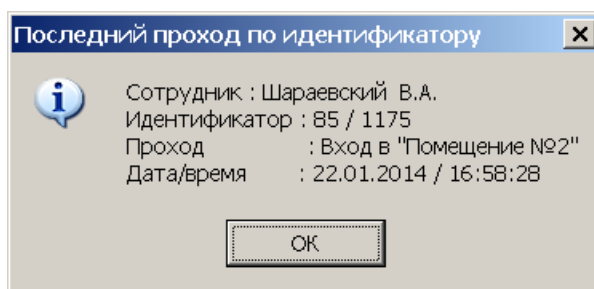 Последний проход по идентификатору
Сотрудник : Шараевский В.А.
Идентификатор : 85 / 1175
Проход : Вход в "Помещение №2"
Дата/время : 22.01.2014 / 16:58:28
ОК